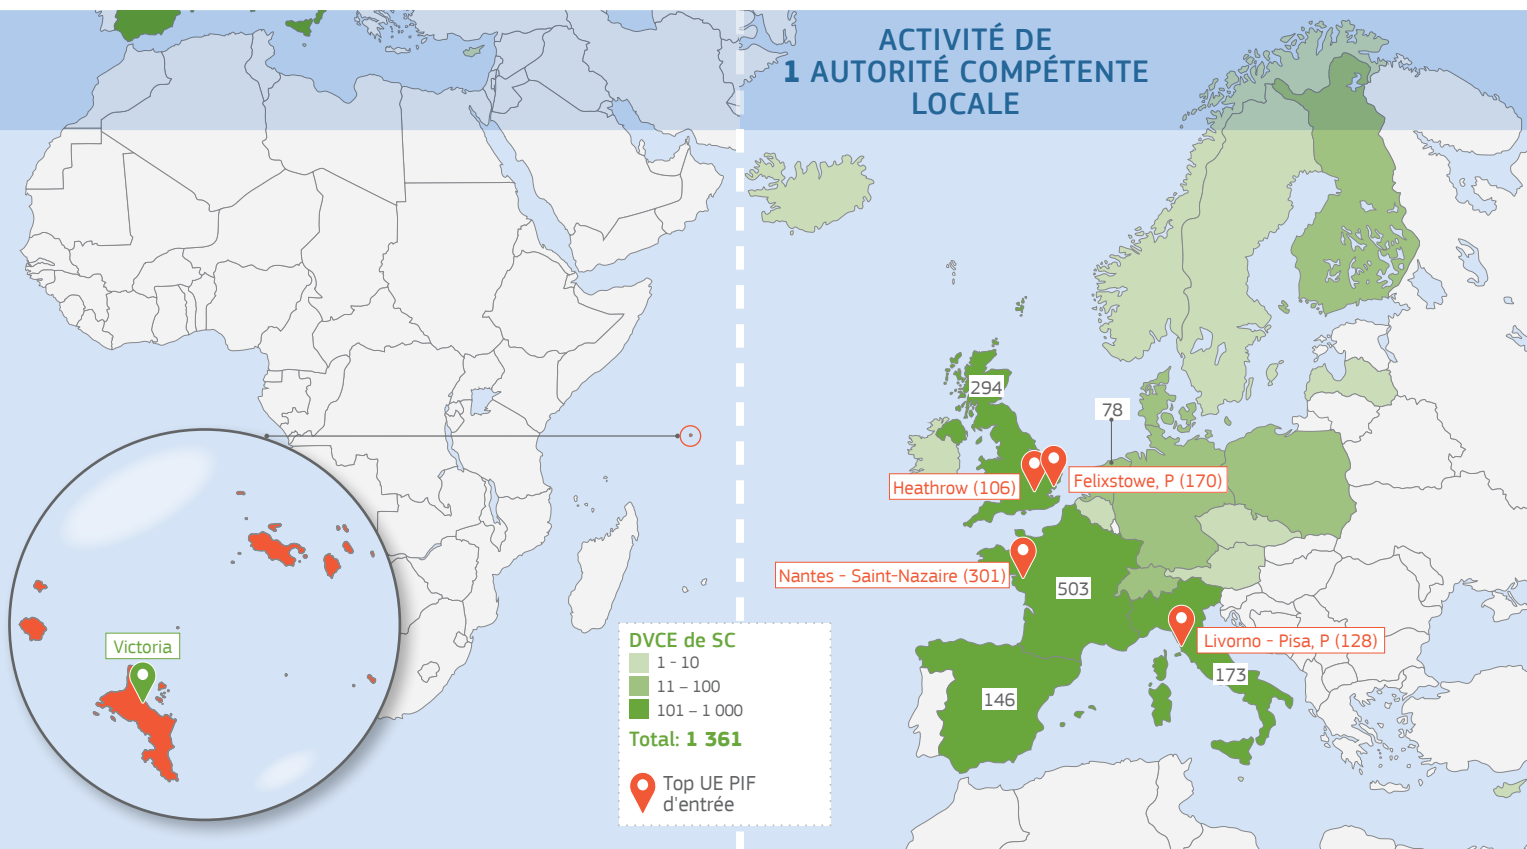 ACTIVITÉ DE
1 AUTORITÉ COMPÉTENTE
LOCALE
294
78
Heathrow (106)
Felixstowe, P (170)
Nantes - Saint-Nazaire (301)
503
Livorno - Pisa, P (128)
173
146
Victoria
DVCE de SC
1 - 10
11 – 100
101 – 1 000
Total: 1 361
Top UE PIF
d'entrée